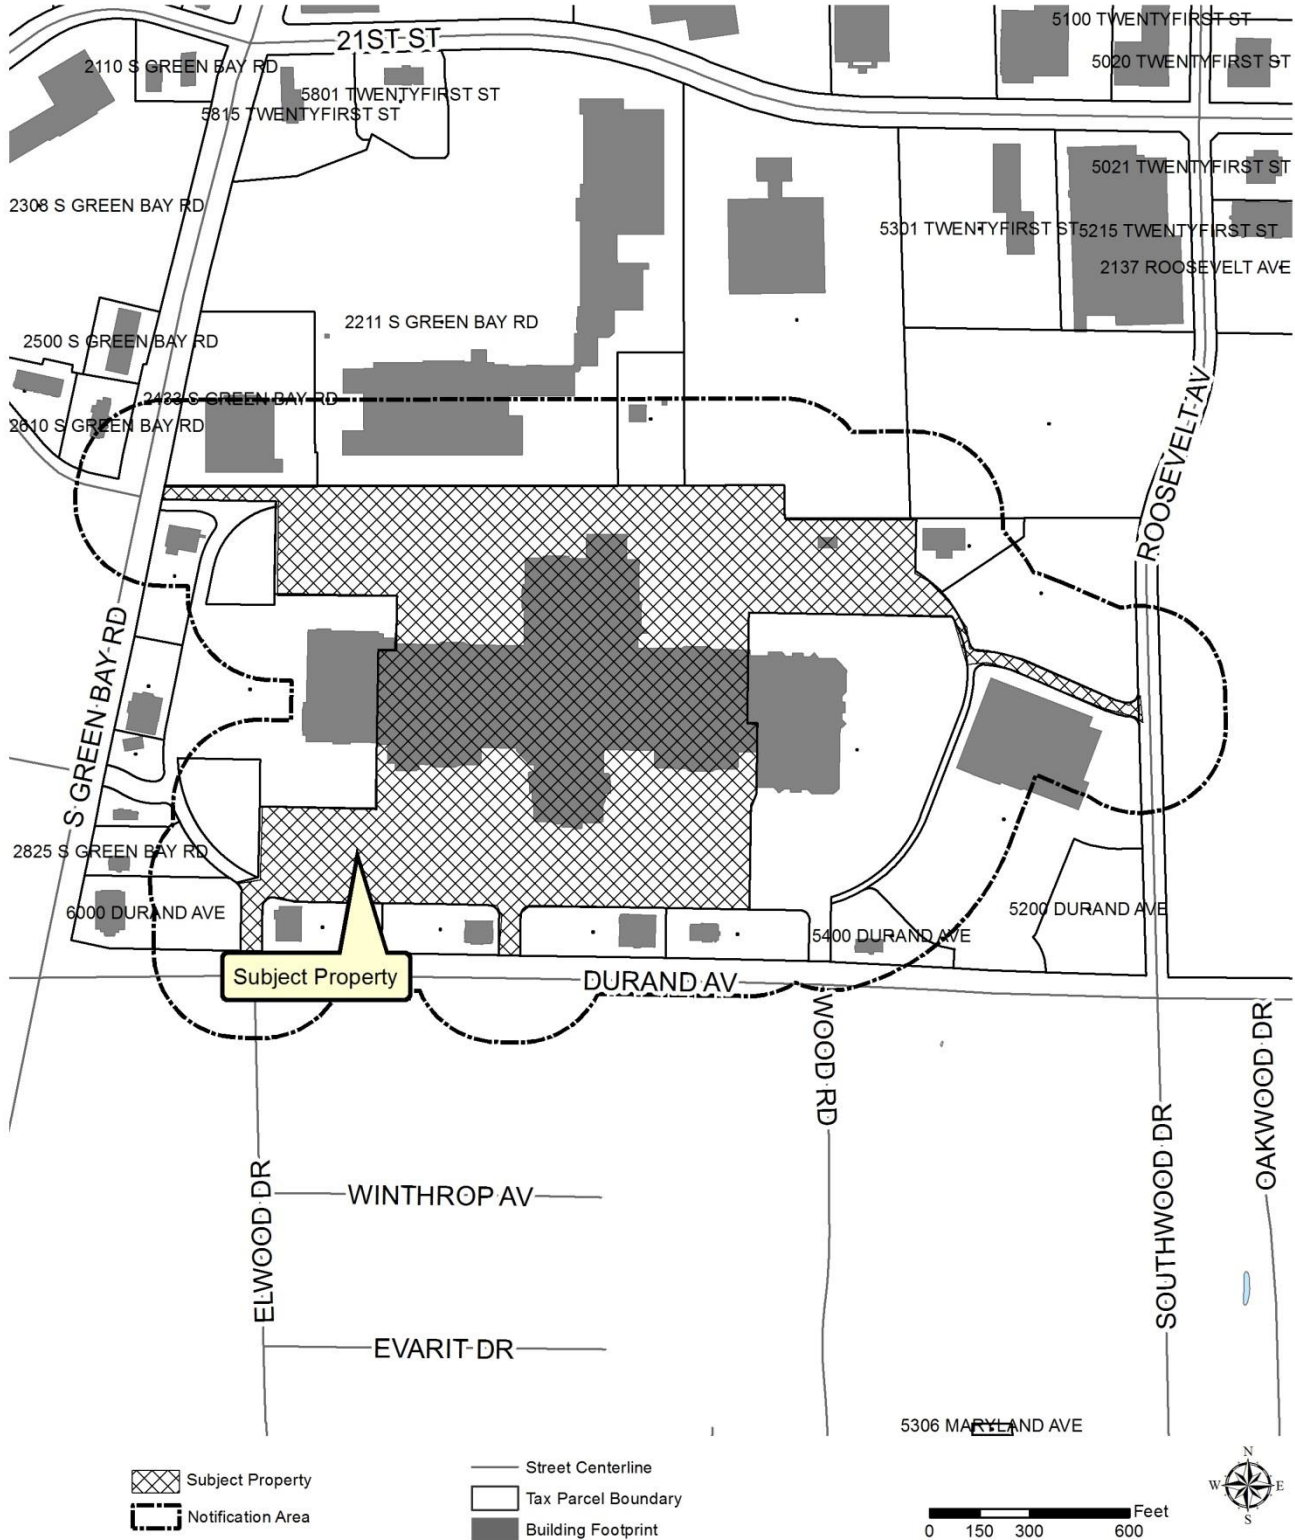 5100 TWENTYFIRST ST
21ST ST
2110 S GREEN BAY RD
5020 TWENTYFIRST ST
5801 TWENTYFIRST ST
5815 TWENTYFIRST ST
5021 TWENTYFIRST ST
2308 S GREEN BAY RD
5301 TWENTYFIRST ST
5215 TWENTYFIRST ST
2137 ROOSEVELT AVE
2211 S GREEN BAY RD
2500 S GREEN BAY RD
2433 S GREEN BAY RD
2610 S GREEN BAY RD
ROOSEVELT AV
S GREEN BAY RD
2825 S GREEN BAY RD
6000 DURAND AVE
5200 DURAND AVE
5400 DURAND AVE
Subject Property
DURAND AV
WOOD RD
OAKWOOD DR
ELWOOD DR
SOUTHWOOD DR
WINTHROP AV
EVARIT DR
5306 MARYLAND AVE
Subject Property
Notification Area
Street Centerline
Tax Parcel Boundary
Building Footprint
Feet
0 150 300 600
N
W E
S